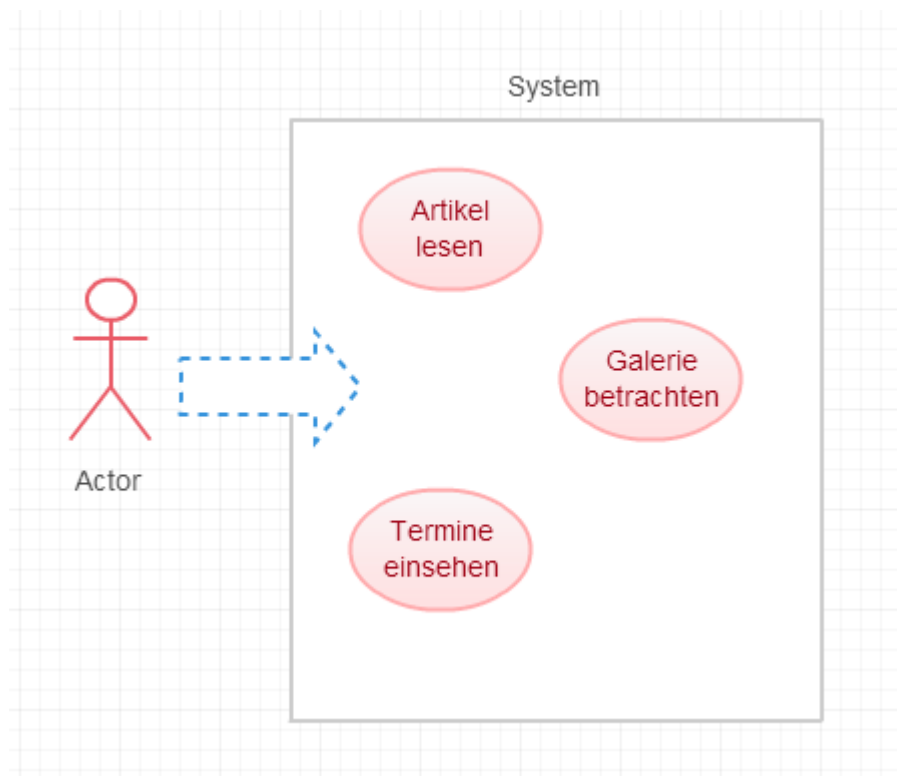 System
Artikel
lesen
Galerie
betrachten
Actor
Termine
einsehen